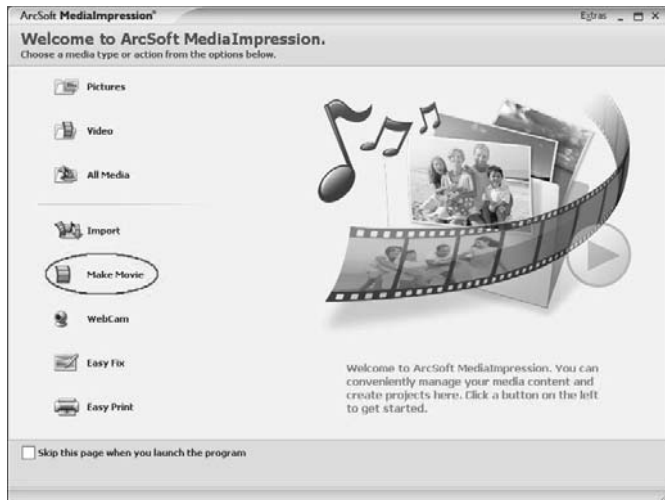 ArcSoft MediaImpression®
Extras
Welcome to ArcSoft MediaImpression.
Choose a media type or action from the options below.
Pictures
Video
All Media
Import
Make Movie
WebCam
Easy Fix
Easy Print
Welcome to ArcSoft MediaImpression. You can
conveniently manage your media content and
create projects here. Click a button on the left
to get started.
Skip this page when you launch the program